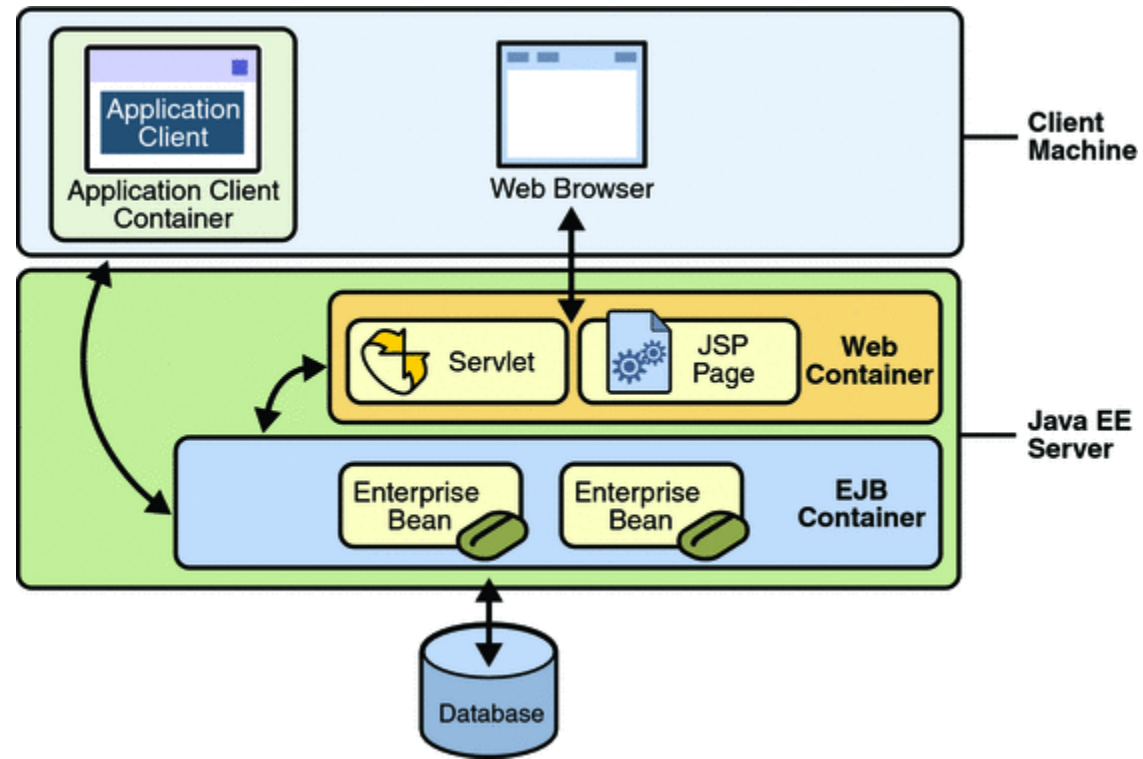 Application
Client
Application Client
Container
Web Browser
Client
Machine
Servlet
JSP
Page
Web
Container
Java EE
Server
Enterprise
Bean
Enterprise
Bean
EJB
Container
Database